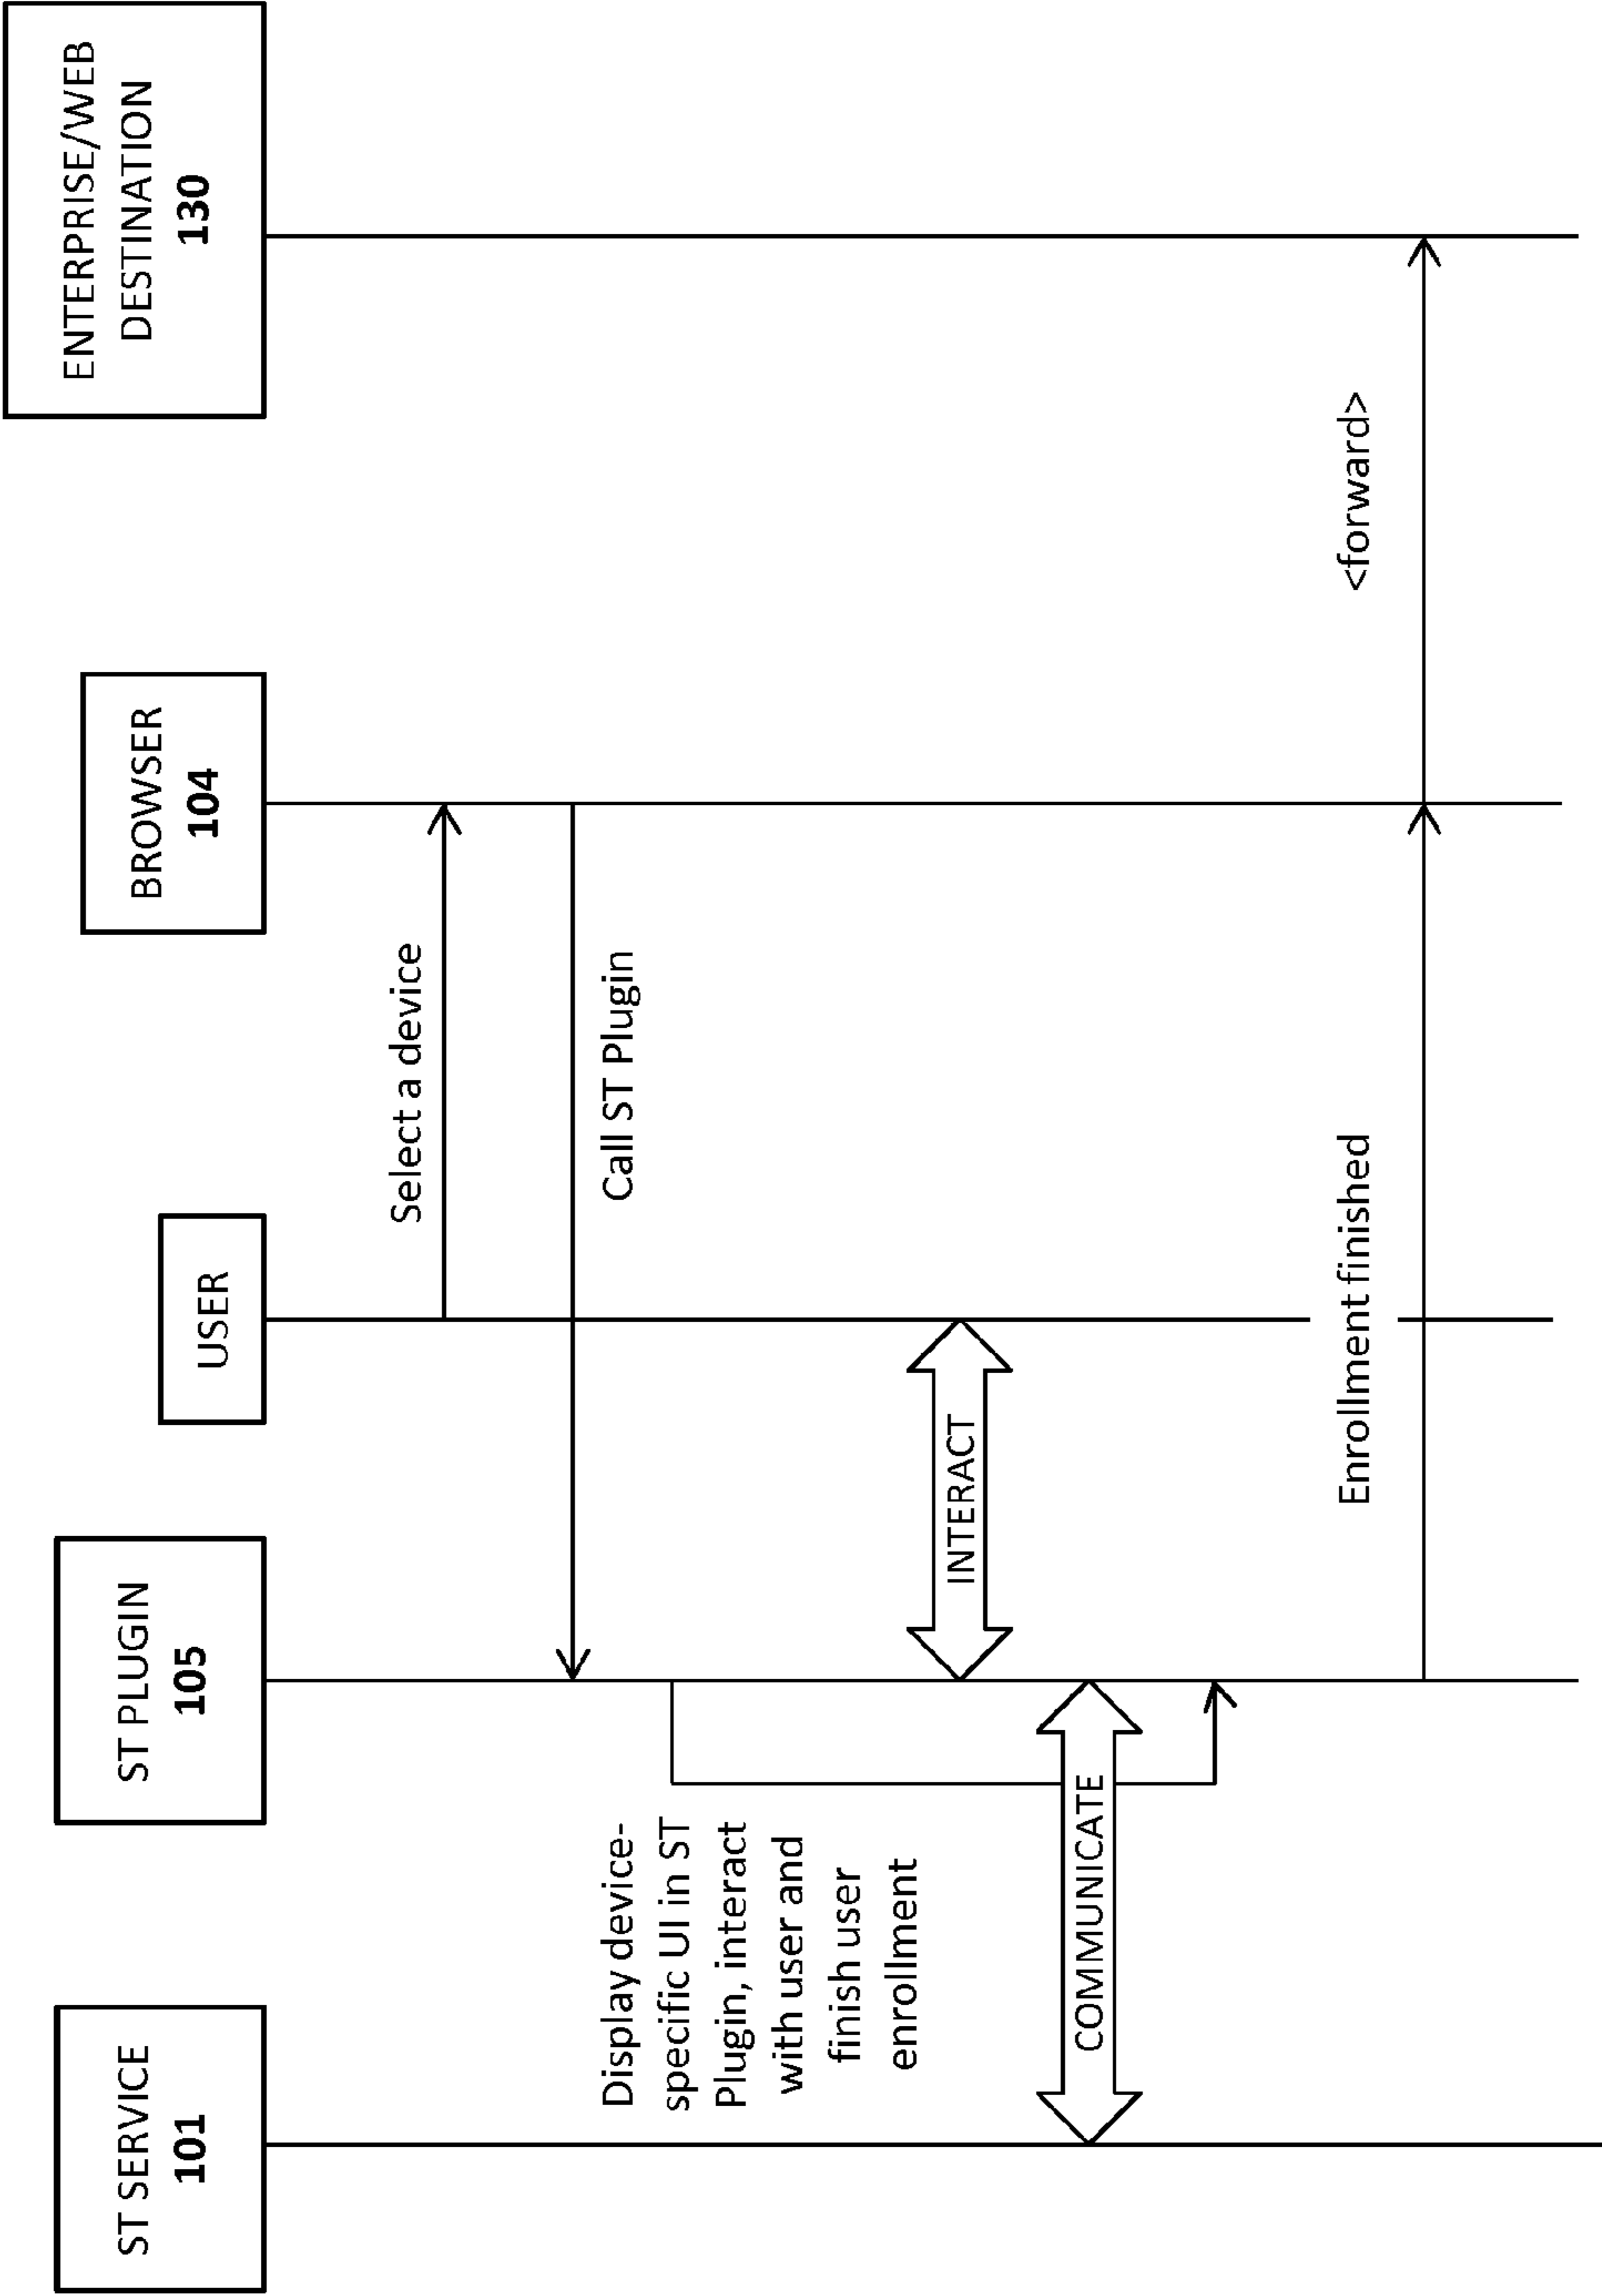 ST SERVICE
101
ST PLUGIN
105
USER
BROWSER
104
ENTERPRISE/WEB
DESTINATION
130
Select a device
Call ST Plugin
Display device-
specific UI in ST
Plugin, interact
with user and
finish user
enrollment
INTERACT
COMMUNICATE
Enrollment finished
<forward>